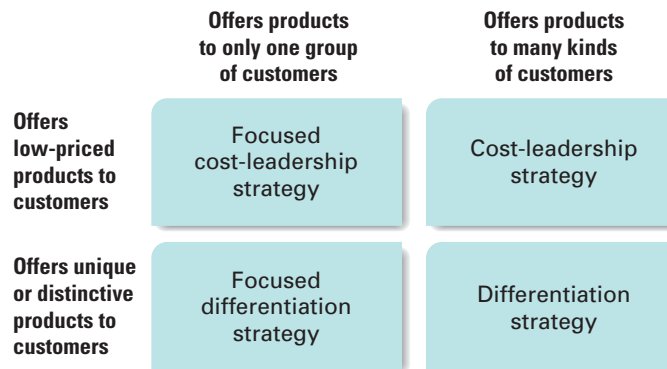 Offers products
to only one group
of customers
Offers products
to many kinds
of customers
Offers
low-priced
products to
customers
Focused
cost-leadership
strategy
Cost-leadership
strategy
Offers unique
or distinctive
products to
customers
Focused
differentiation
strategy
Differentiation
strategy